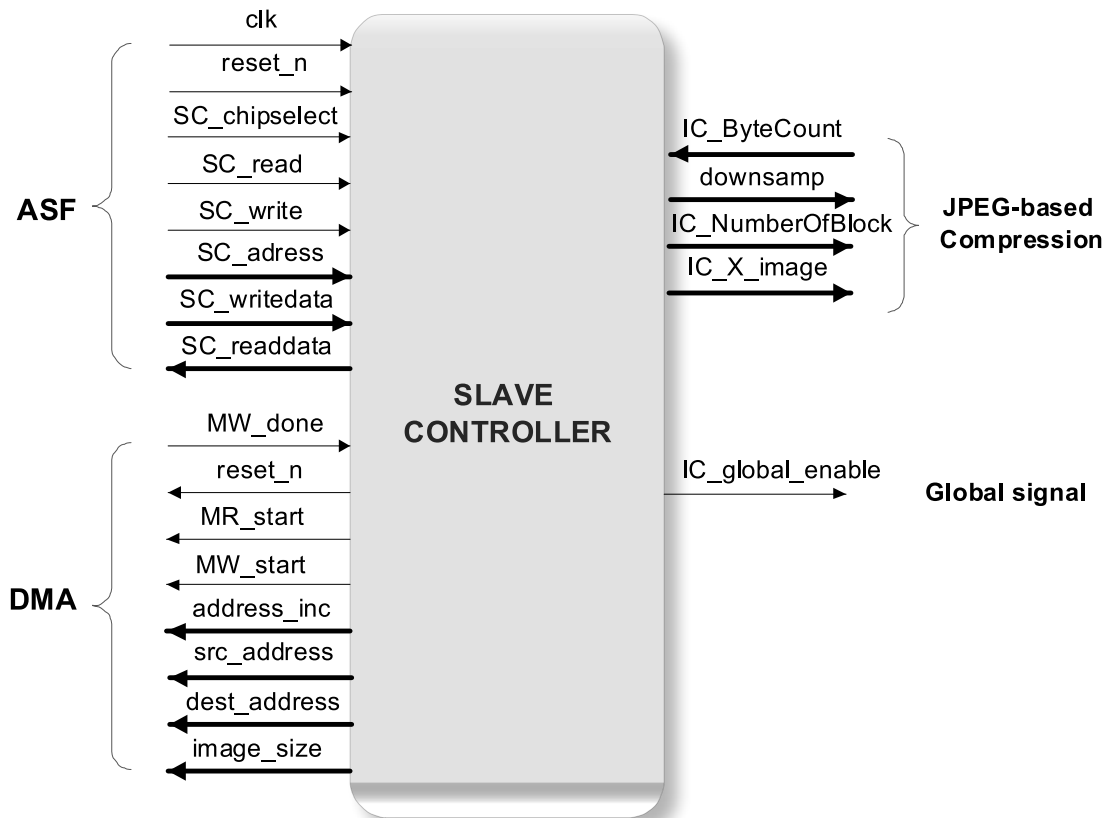 clk
reset_n
SC_chipselect
SC_read
SC_write
SC_adress
SC_writedata
SC_readdata
ASF
MW_done
reset_n
MR_start
MW_start
address_inc
src_address
dest_address
image_size
DMA
SLAVE
CONTROLLER
IC_ByteCount
downsamp
IC_NumberOfBlock
IC_X_image
JPEG-based
Compression
IC_global_enable
Global signal